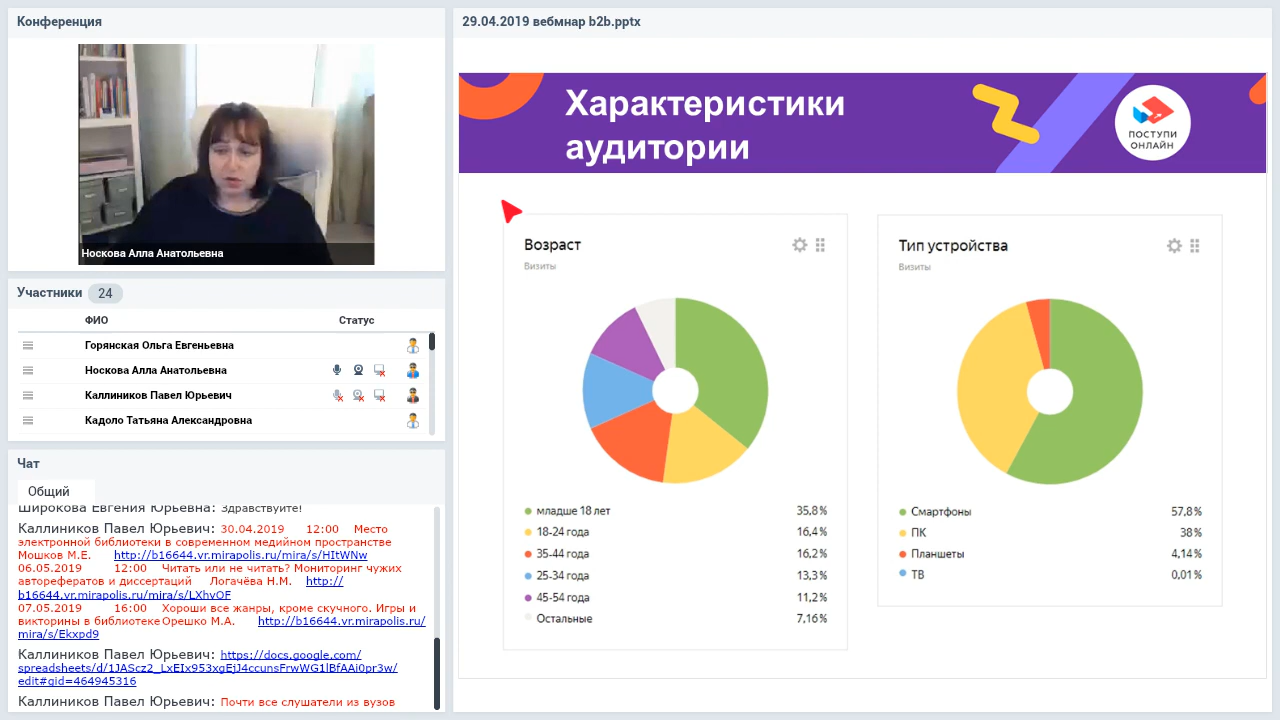 Конференция
Носкова Алла Анатольевна
Участники 24
ФИО Статус
Горянская Ольга Евгеньевна
Носкова Алла Анатольевна
Каллиников Павел Юрьевич
Кадоло Татьяна Александровна
Чат
Общий
Широкова Евгения Юрьевна: Здравствуйте!
Каллиников Павел Юрьевич: 30.04.2019 12:00 Место
электронной библиотеки в современном медийном пространстве
Мошков М.Е. http://b16644.vr.mirapolis.ru/mira/s/HItWNw
06.05.2019 12:00 Читать или не читать? Мониторинг чужих
авторефератов и диссертаций Логачёва Н.М. http://
b16644.vr.mirapolis.ru/mira/s/LXhvOF
07.05.2019 16:00 Хороши все жанры, кроме скучного. Игры и
викторины в библиотеке Орешко М.А. http://b16644.vr.mirapolis.ru/
mira/s/Ekxpd9
Каллиников Павел Юрьевич: https://docs.google.com/
spreadsheets/d/1JAScz2_LxEIx953xgEjJ4ccunsFrwWG1lBfAAi0pr3w/
edit#gid=464945316
Каллиников Павел Юрьевич: Почти все слушатели из вузов
29.04.2019 вебмнар b2b.pptx
Характеристики
аудитории
ПОСТУПИ
ОНЛАЙН
Возраст
Визиты
младше 18 лет 35,8%
18-24 года 16,4%
35-44 года 16,2%
25-34 года 13,3%
45-54 года 11,2%
Остальные 7,16%
Тип устройства
Визиты
Смартфоны 57,8%
ПК 38%
Планшеты 4,14%
ТВ 0,01%